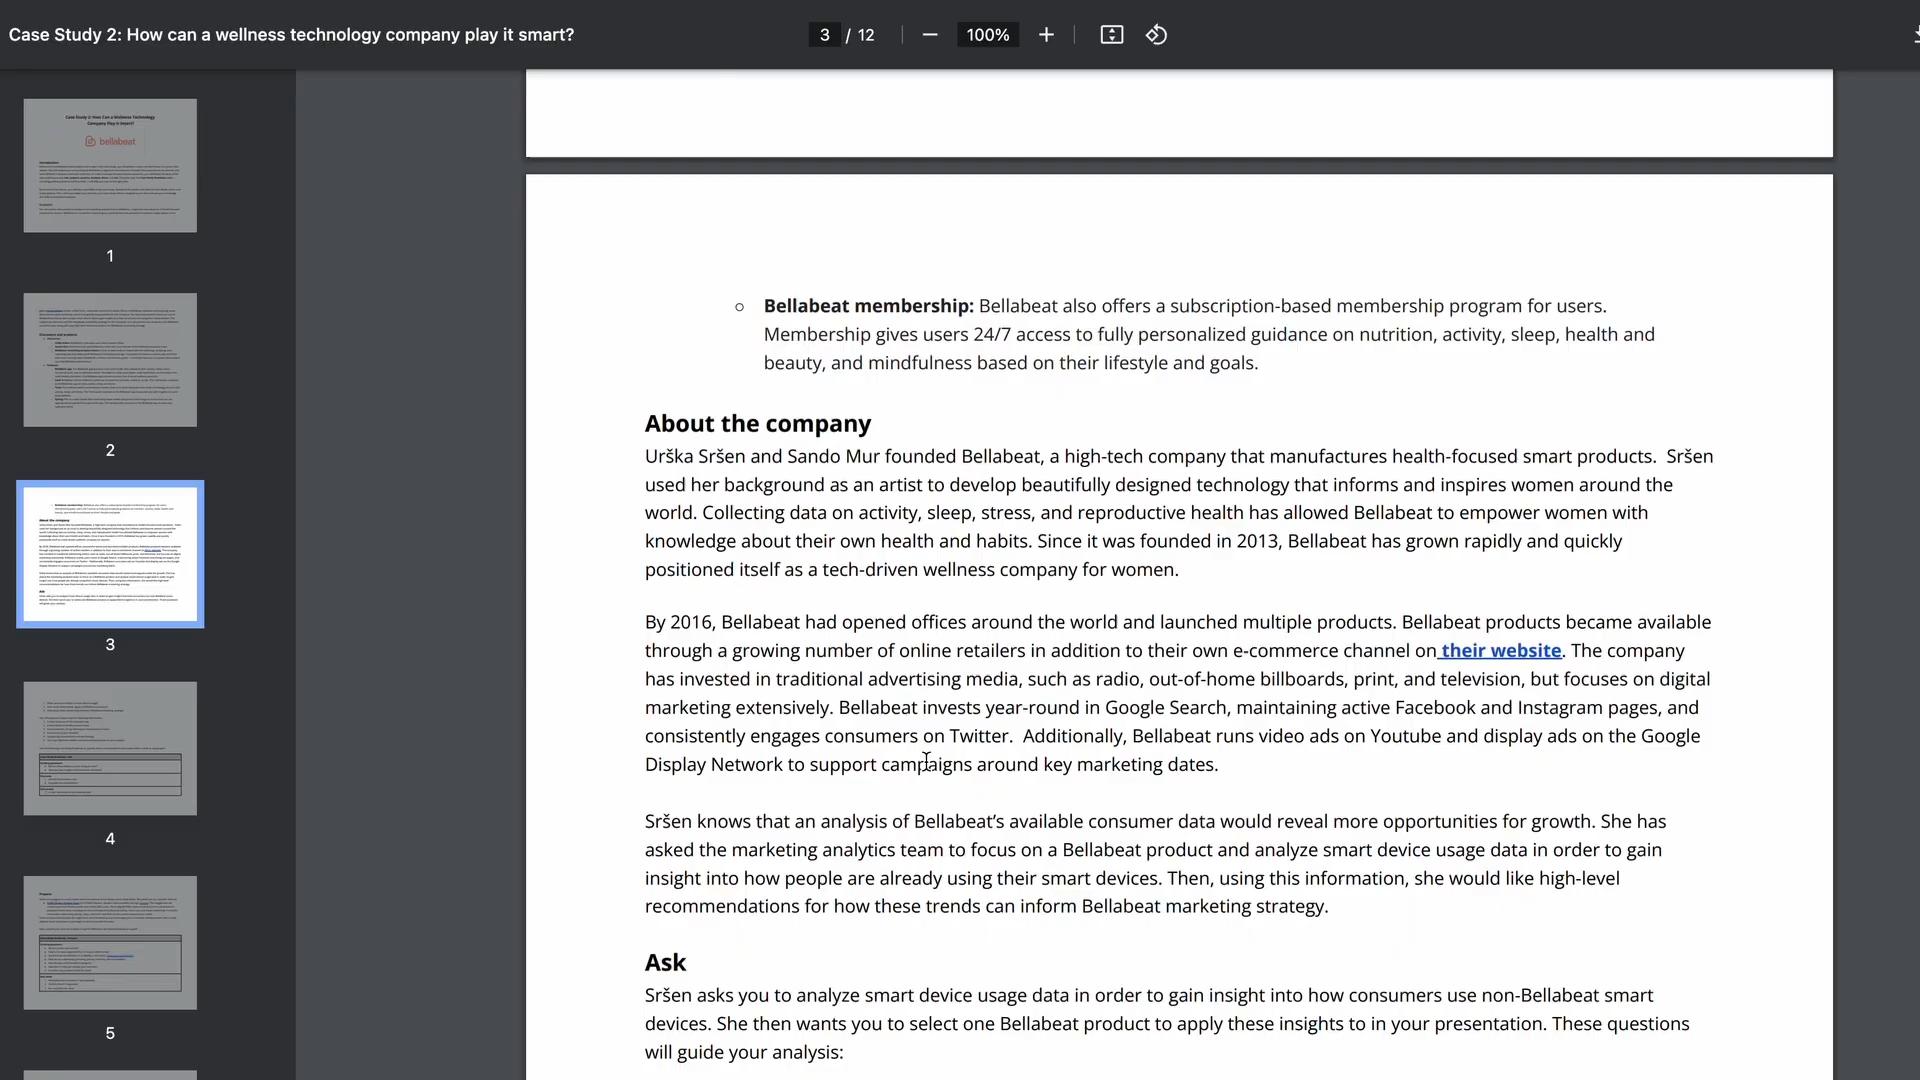 Case Study 2: How can a wellness technology company play it smart?
3 / 12
100%
Case Study 2: How Can a Wellness Technology
Company Play It Smart?
bellabeat
1
2
3
4
5
○ Bellabeat membership: Bellabeat also offers a subscription-based membership program for users.
Membership gives users 24/7 access to fully personalized guidance on nutrition, activity, sleep, health and
beauty, and mindfulness based on their lifestyle and goals.
About the company
Urška Sršen and Sando Mur founded Bellabeat, a high-tech company that manufactures health-focused smart products.  Sršen
used her background as an artist to develop beautifully designed technology that informs and inspires women around the
world. Collecting data on activity, sleep, stress, and reproductive health has allowed Bellabeat to empower women with
knowledge about their own health and habits. Since it was founded in 2013, Bellabeat has grown rapidly and quickly
positioned itself as a tech-driven wellness company for women.
By 2016, Bellabeat had opened offices around the world and launched multiple products. Bellabeat products became available
through a growing number of online retailers in addition to their own e-commerce channel on their website. The company
has invested in traditional advertising media, such as radio, out-of-home billboards, print, and television, but focuses on digital
marketing extensively. Bellabeat invests year-round in Google Search, maintaining active Facebook and Instagram pages, and
consistently engages consumers on Twitter.  Additionally, Bellabeat runs video ads on Youtube and display ads on the Google
Display Network to support campaigns around key marketing dates.
Sršen knows that an analysis of Bellabeat’s available consumer data would reveal more opportunities for growth. She has
asked the marketing analytics team to focus on a Bellabeat product and analyze smart device usage data in order to gain
insight into how people are already using their smart devices. Then, using this information, she would like high-level
recommendations for how these trends can inform Bellabeat marketing strategy.
Ask
Sršen asks you to analyze smart device usage data in order to gain insight into how consumers use non-Bellabeat smart
devices. She then wants you to select one Bellabeat product to apply these insights to in your presentation. These questions
will guide your analysis: